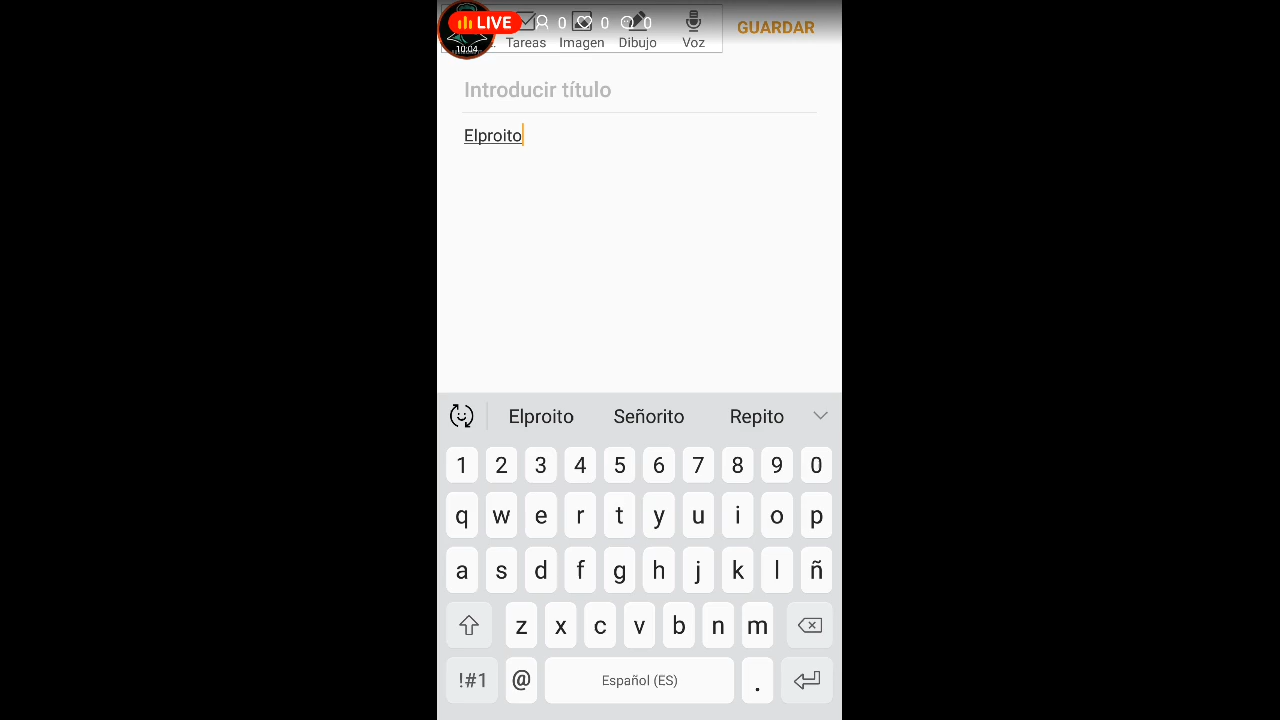 LIVE 0 0 0
10:04
Tareas Imagen Dibujo Voz
GUARDAR
Introducir título
Elproito
Elproito Señorito Repito
1 2 3 4 5 6 7 8 9 0
q w e r t y u i o p
a s d f g h j k l ñ
z x c v b n m
!#1 @ Español (ES) .